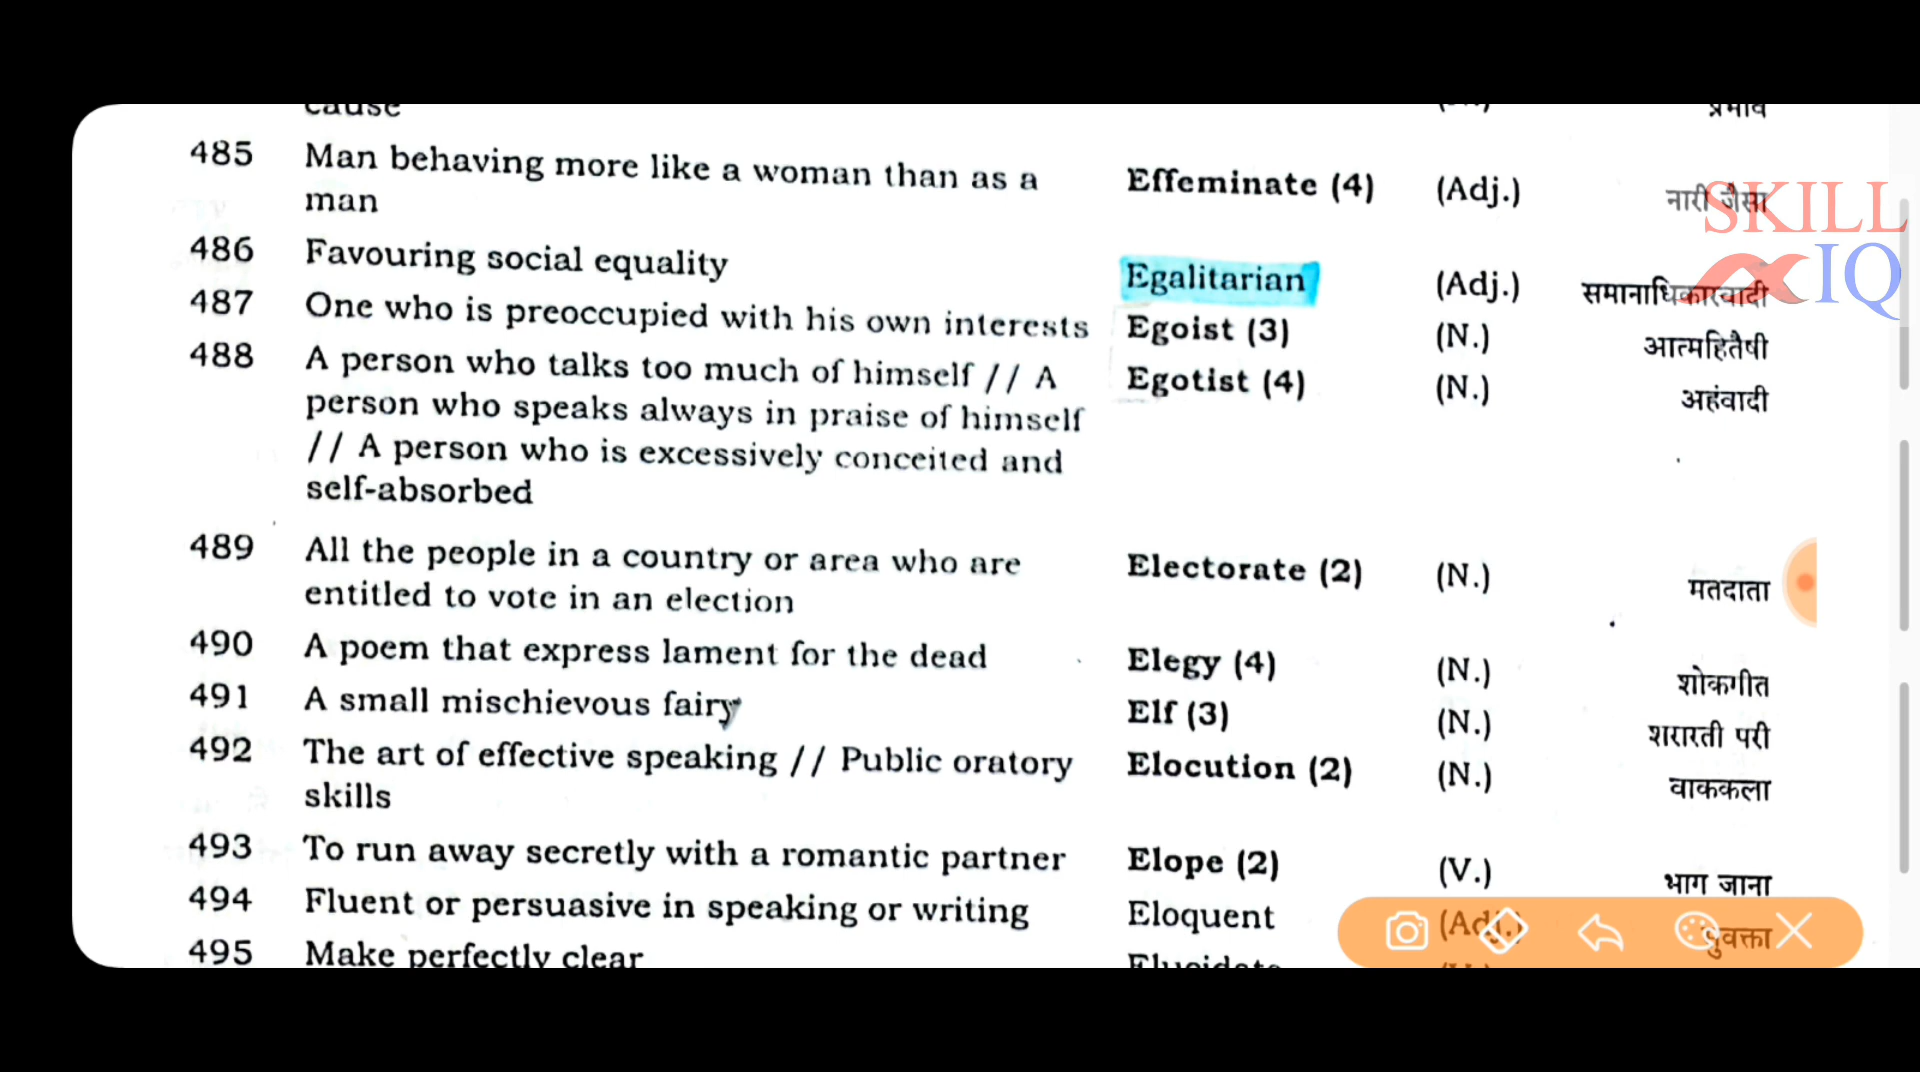 cause प्रभाव
485 Man behaving more like a woman than as a Effeminate (4) (Adj.) नारी जैसा
man
486 Favouring social equality Egalitarian (Adj.) समानाधिकारवादी
487 One who is preoccupied with his own interests Egoist (3) (N.) आत्महितैषी
488 A person who talks too much of himself // A Egotist (4) (N.) अहंवादी
person who speaks always in praise of himself
// A person who is excessively conceited and
self-absorbed
489 All the people in a country or area who are Electorate (2) (N.) मतदाता
entitled to vote in an election
490 A poem that express lament for the dead Elegy (4) (N.) शोकगीत
491 A small mischievous fairy Elf (3) (N.) शरारती परी
492 The art of effective speaking // Public oratory Elocution (2) (N.) वाककला
skills
493 To run away secretly with a romantic partner Elope (2) (V.) भाग जाना
494 Fluent or persuasive in speaking or writing Eloquent (Adj.)
495 Make perfectly clear Elucidate
SKILL
IQ